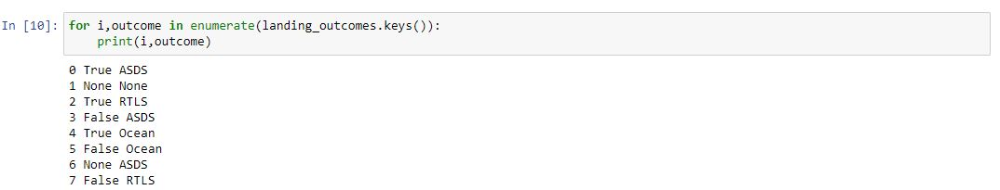 In [10]: for i,outcome in enumerate(landing_outcomes.keys()):
print(i,outcome)
0 True ASDS
1 None None
2 True RTLS
3 False ASDS
4 True Ocean
5 False Ocean
6 None ASDS
7 False RTLS